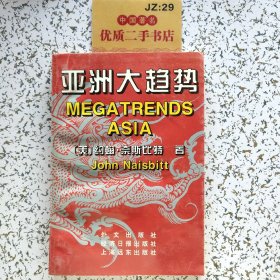 JZ:29
中国著名
优质二手书店
亚洲大趋势
MEGATRENDS
ASIA
[美]约翰·奈斯比特 著
John Naisbitt
外文出版社
经济日报出版社
上海远东出版社